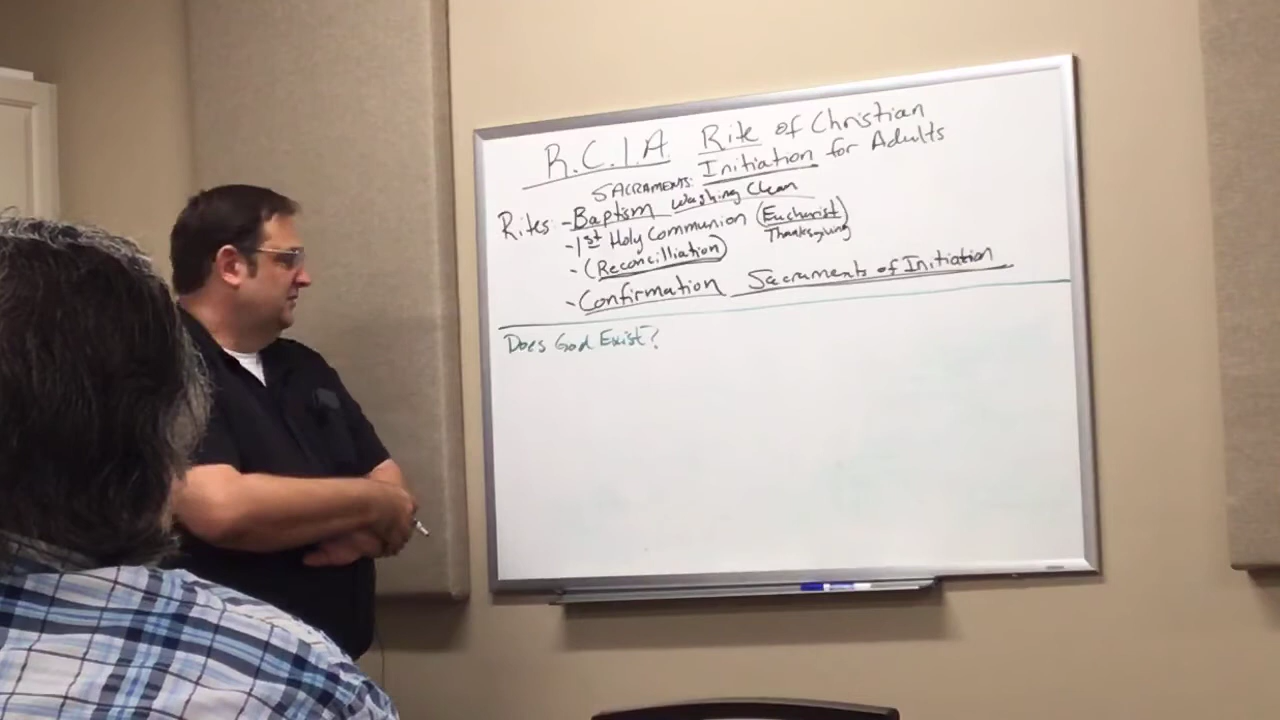 R.C.I.A Rite of Christian
Initiation for Adults
SACRAMENTS:
Rites: - Baptism Washing Clean
- 1st Holy Communion (Eucharist)
Thanksgiving
- (Reconcilliation)
- Confirmation Sacraments of Initiation
Does God Exist?